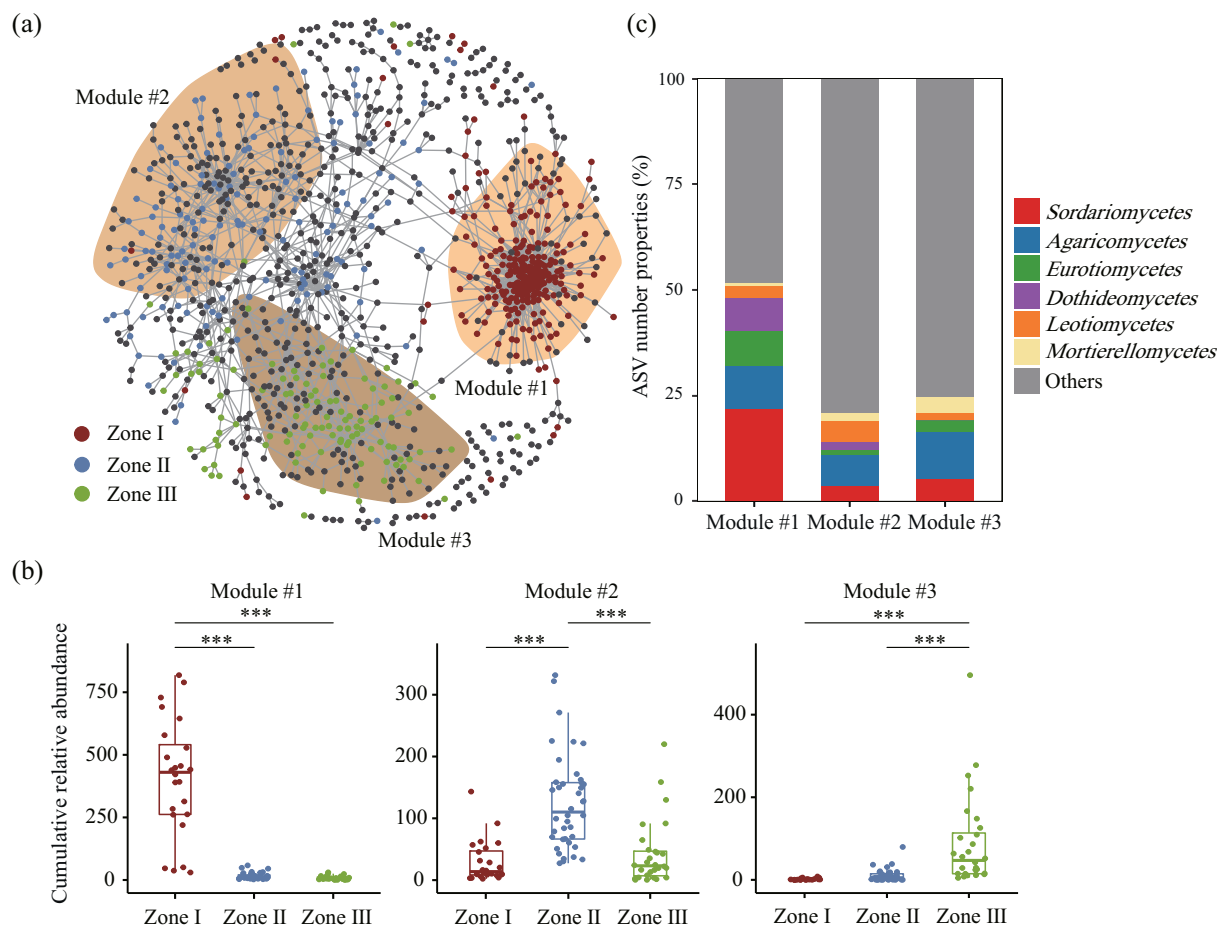 (a)
Module #2
Module #1
Module #3
Zone I
Zone II
Zone III
(c)
ASV number properties (%)
100
75
50
25
0
Module #1 Module #2 Module #3
Sordariomycetes
Agaricomycetes
Eurotiomycetes
Dothideomycetes
Leotiomycetes
Mortierellomycetes
Others
(b)
Cumulative relative abundance
Module #1
***
***
750
500
250
0
Zone I Zone II Zone III
Module #2
*** ***
300
200
100
0
Zone I Zone II Zone III
Module #3
***
***
400
200
0
Zone I Zone II Zone III